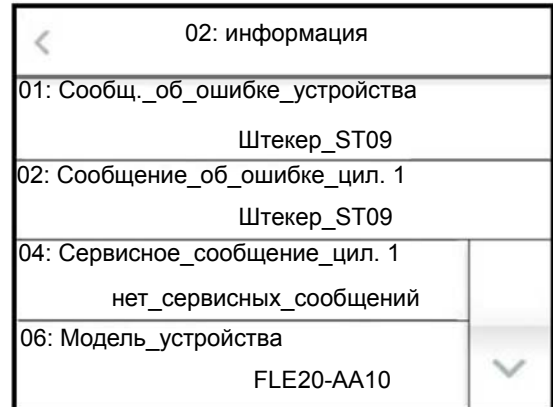 02: информация
01: Сообщ._об_ошибке_устройства
Штекер_ST09
02: Сообщение_об_ошибке_цил. 1
Штекер_ST09
04: Сервисное_сообщение_цил. 1
нет_сервисных_сообщений
06: Модель_устройства
FLE20-AA10